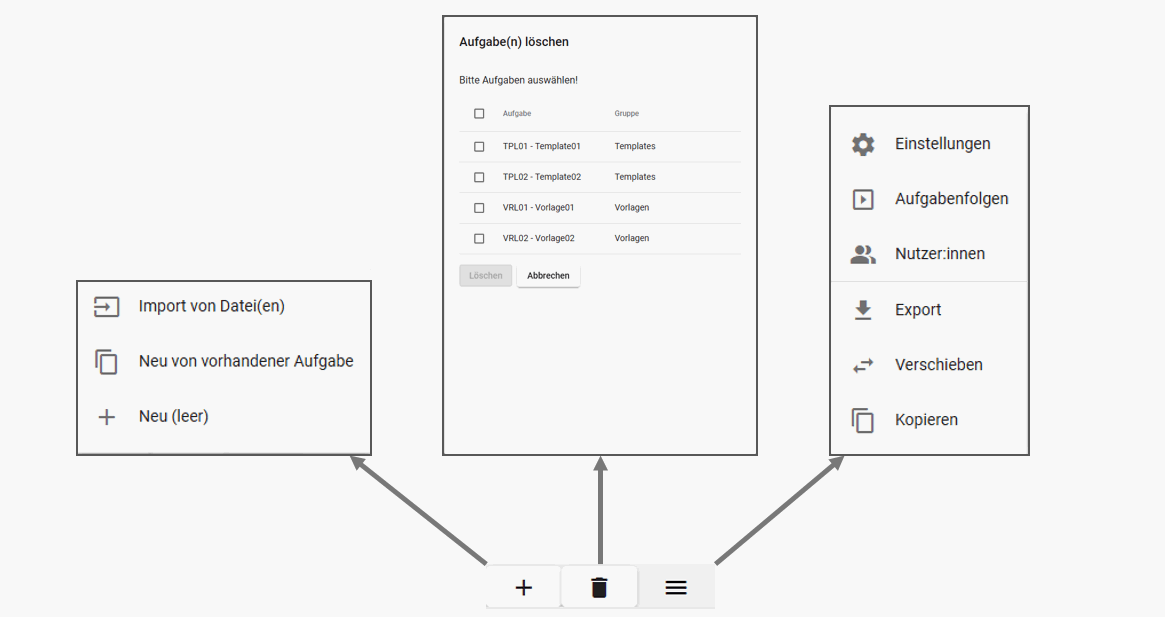 Aufgabe(n) löschen
Bitte Aufgaben auswählen!
Aufgabe Gruppe
TPL01 - Template01 Templates
TPL02 - Template02 Templates
VRL01 - Vorlage01 Vorlagen
VRL02 - Vorlage02 Vorlagen
Löschen Abbrechen
Import von Datei(en)
Neu von vorhandener Aufgabe
Neu (leer)
Einstellungen
Aufgabenfolgen
Nutzer:innen
Export
Verschieben
Kopieren